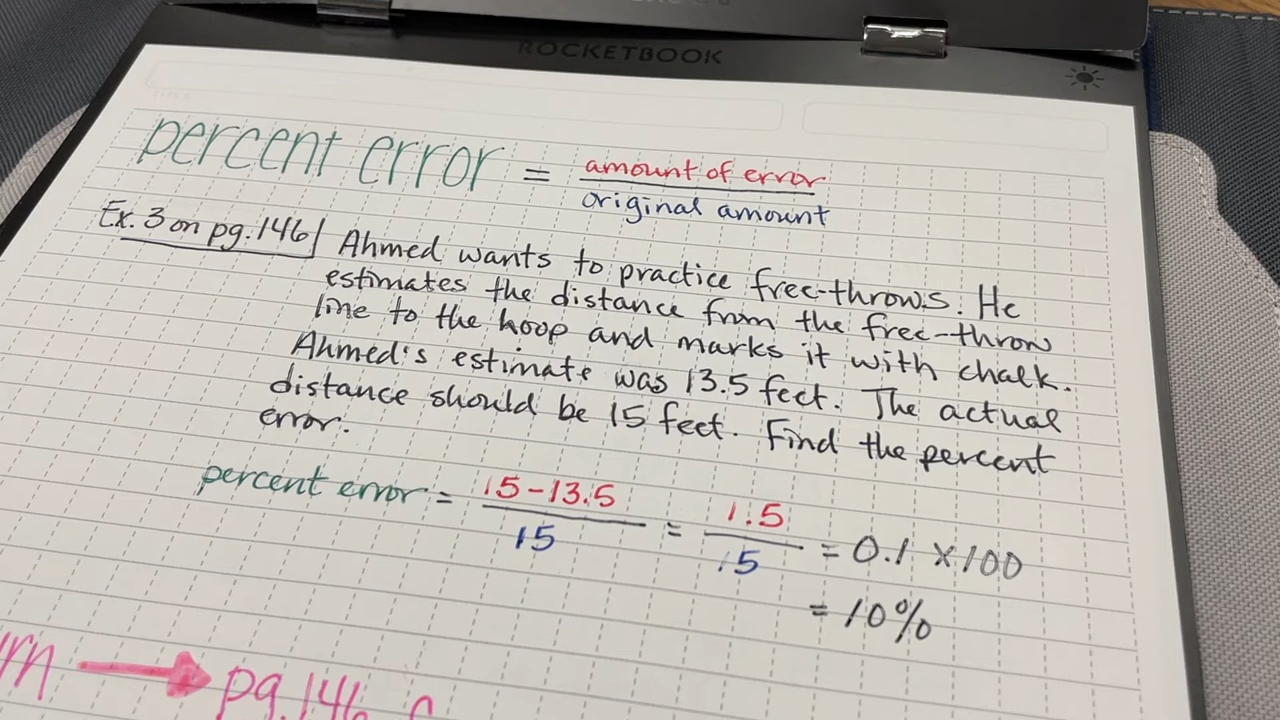 ROCKETBOOK
percent error = amount of error
original amount
Ex. 3 on pg. 146 Ahmed wants to practice free-throws. He
estimates the distance from the free-throw
line to the hoop and marks it with chalk.
Ahmed's estimate was 13.5 feet. The actual
distance should be 15 feet. Find the percent
error.
percent error = 15-13.5 / 15 = 1.5 / 15 = 0.1 × 100
= 10%
pg. 146